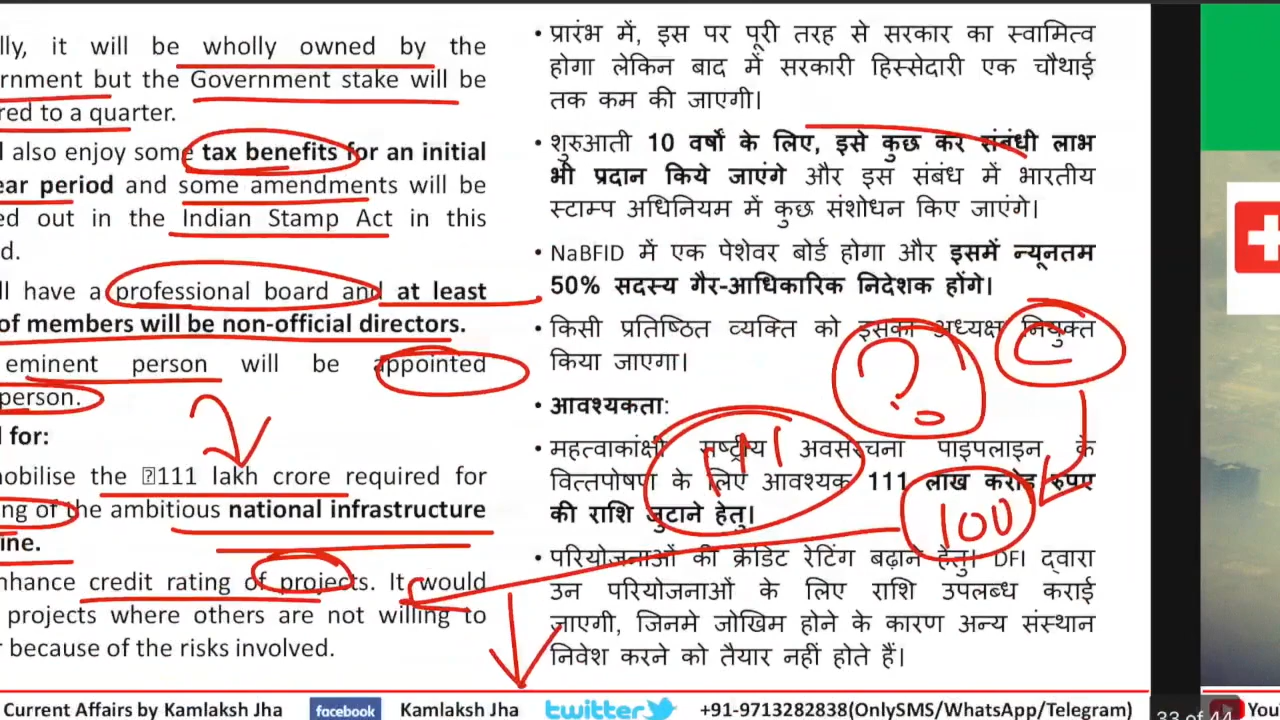 lly, it will be wholly owned by the
ernment but the Government stake will be
red to a quarter.
l also enjoy some tax benefits for an initial
ear period and some amendments will be
ed out in the Indian Stamp Act in this
d.
ll have a professional board and at least
of members will be non-official directors.
eminent person will be appointed
person.
l for:
nobilise the 111 lakh crore required for
ng of the ambitious national infrastructure
ine.
nhance credit rating of projects. It would
projects where others are not willing to
r because of the risks involved.
• प्रारंभ में, इस पर पूरी तरह से सरकार का स्वामित्व
होगा लेकिन बाद में सरकारी हिस्सेदारी एक चौथाई
तक कम की जाएगी।
• शुरुआती 10 वर्षों के लिए, इसे कुछ कर संबंधी लाभ
भी प्रदान किये जाएंगे और इस संबंध में भारतीय
स्टाम्प अधिनियम में कुछ संशोधन किए जाएंगे।
• NaBFID में एक पेशेवर बोर्ड होगा और इसमें न्यूनतम
50% सदस्य गैर-आधिकारिक निदेशक होंगे।
• किसी प्रतिष्ठित व्यक्ति को इसका अध्यक्ष नियुक्त
किया जाएगा।
• आवश्यकता:
• महत्वाकांक्षी राष्ट्रीय अवसंरचना पाइपलाइन के
वित्तपोषण के लिए आवश्यक 111 लाख करोड़ रुपए
की राशि जुटाने हेतु।
• परियोजनाओं की क्रेडिट रेटिंग बढ़ाने हेतु। DFI द्वारा
उन परियोजनाओं के लिए राशि उपलब्ध कराई
जाएगी, जिनमे जोखिम होने के कारण अन्य संस्थान
निवेश करने को तैयार नहीं होते हैं।
?
111
100
Current Affairs by Kamlaksh Jha facebook Kamlaksh Jha twitter +91-9713282838(OnlySMS/WhatsApp/Telegram)
33 of 44
You